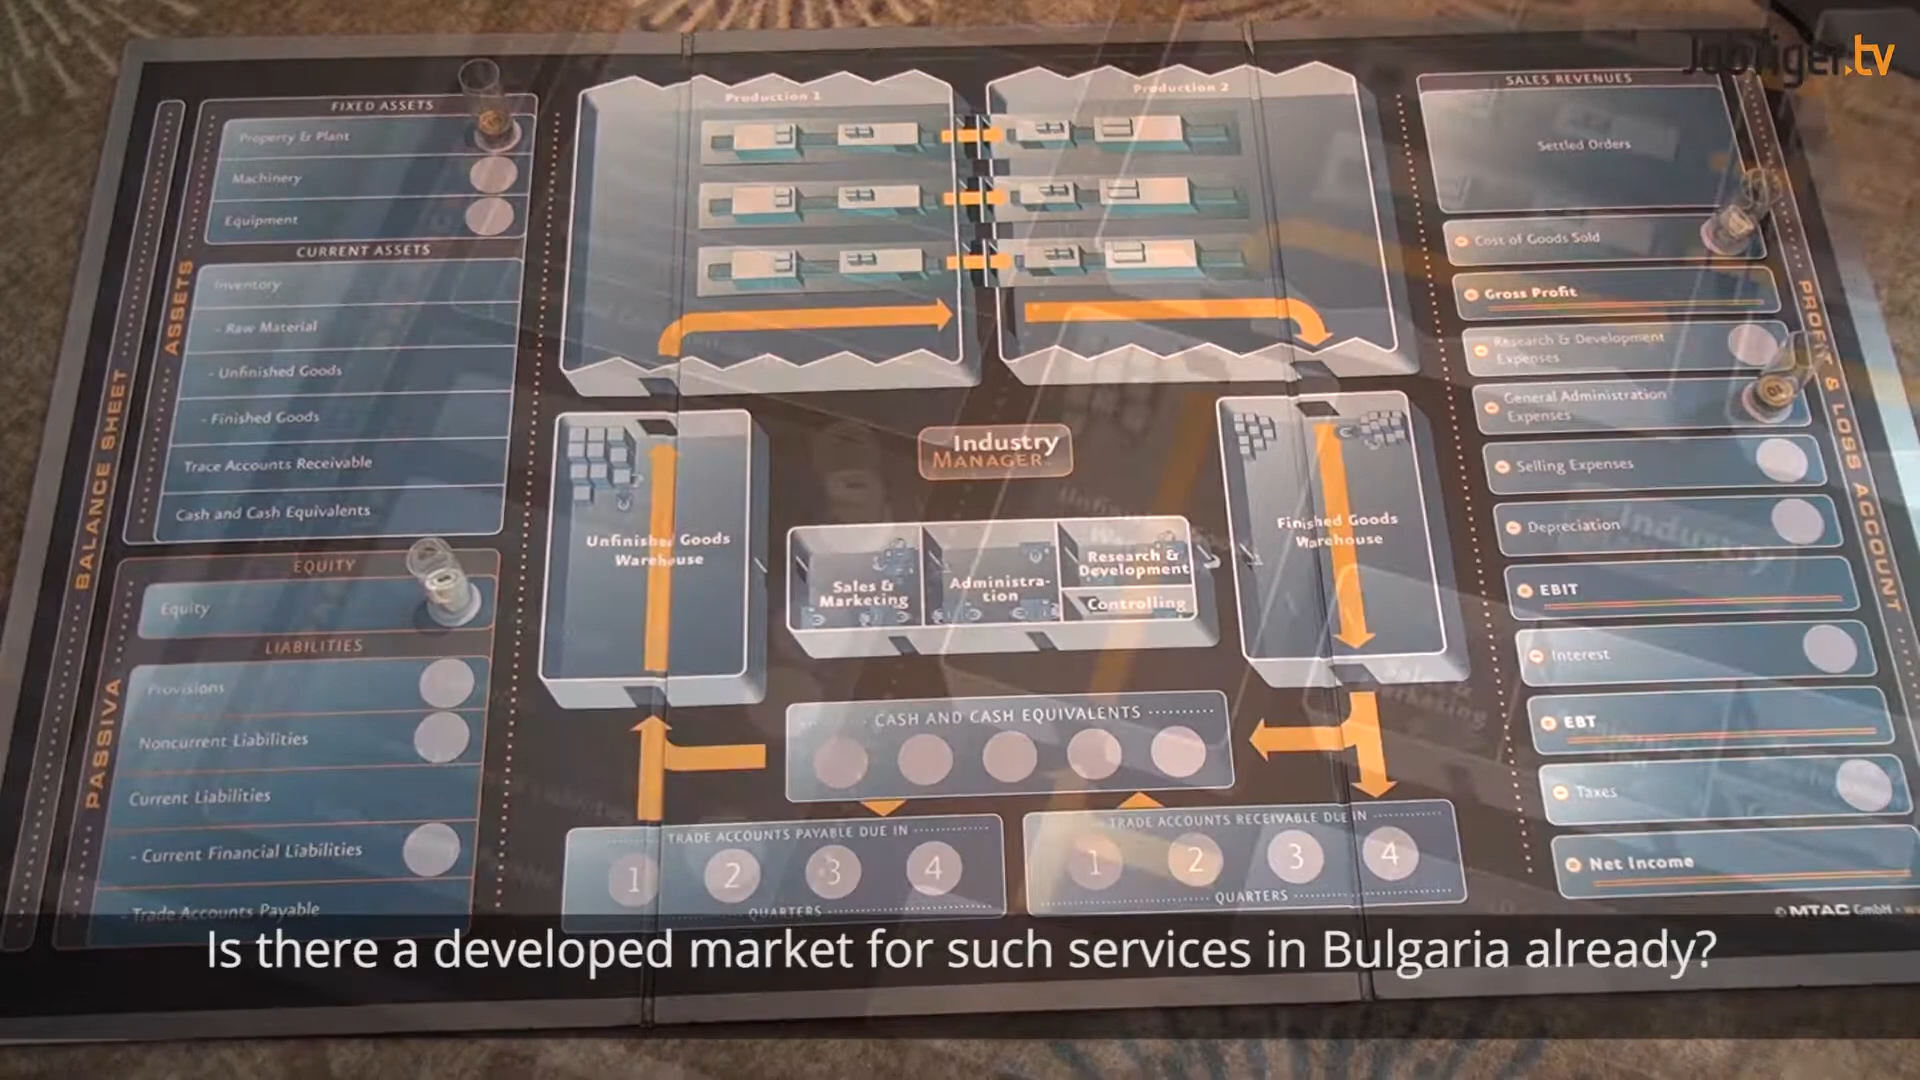 JobTiger.tv
BALANCE SHEET
ASSETS
FIXED ASSETS
Property & Plant
Machinery
Equipment
CURRENT ASSETS
Inventory
- Raw Material
- Unfinished Goods
- Finished Goods
Trace Accounts Receivable
Cash and Cash Equivalents
PASSIVA
EQUITY
Equity
LIABILITIES
Provisions
Noncurrent Liabilities
Current Liabilities
- Current Financial Liabilities
- Trade Accounts Payable
Production 1
Production 2
Industry
MANAGER
Unfinished Goods
Warehouse
Sales &
Marketing
Administra-
tion
Research &
Development
Controlling
Finished Goods
Warehouse
CASH AND CASH EQUIVALENTS
TRADE ACCOUNTS PAYABLE DUE IN
1 2 3 4
QUARTERS
TRADE ACCOUNTS RECEIVABLE DUE IN
1 2 3 4
QUARTERS
SALES REVENUES
Settled Orders
Cost of Goods Sold
Gross Profit
Research & Development
Expenses
General Administration
Expenses
Selling Expenses
Depreciation
EBIT
Interest
EBT
Taxes
Net Income
PROFIT & LOSS ACCOUNT
© MTAC GmbH
Is there a developed market for such services in Bulgaria already?